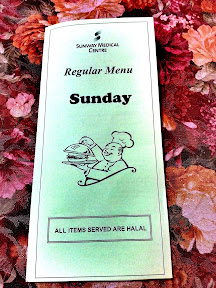 SUNWAY MEDICAL
CENTRE
Regular Menu
Sunday
ALL ITEMS SERVED ARE HALAL